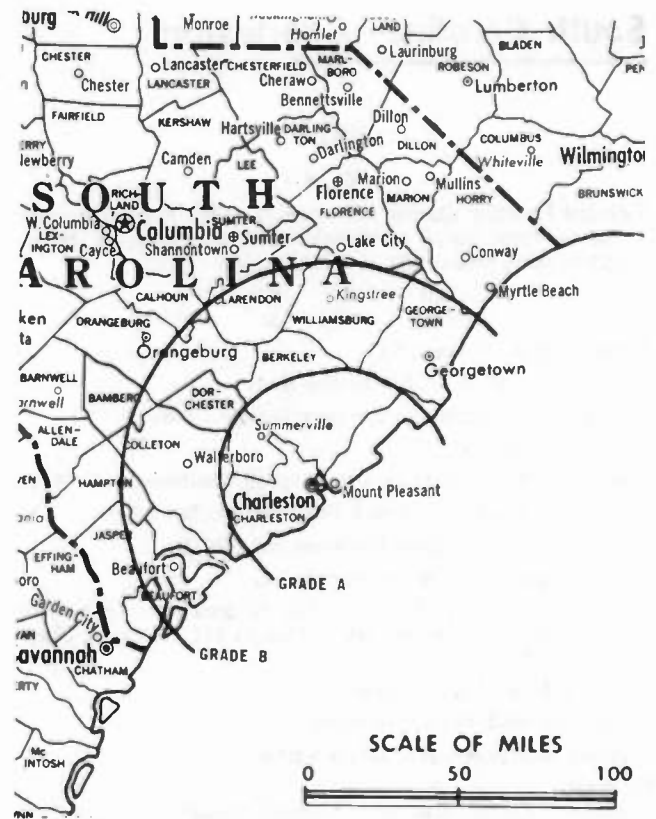 Monroe
Hamlet
LAND
Laurinburg
BLADEN
CHESTER
Chester
Lancaster
LANCASTER
CHESTERFIELD
Cheraw
MARL-
BORO
Bennettsville
ROBESON
Lumberton
FAIRFIELD
KERSHAW
Hartsville
DARLING-
TON
Darlington
Dillon
DILLON
COLUMBUS
Whiteville
Wilmington
Newberry
Camden
LEE
Florence
FLORENCE
Marion
MARION
Mullins
HORRY
BRUNSWICK
SOUTH
RICH-
LAND
W. Columbia
LEX-
INGTON
Cayce
Columbia
SUMTER
Sumter
Shannontown
Lake City
Conway
AROLINA
CALHOUN
CLARENDON
Kingstree
WILLIAMSBURG
GEORGE-
TOWN
Myrtle Beach
ORANGEBURG
Orangeburg
BERKELEY
Georgetown
BARNWELL
BAMBERG
DOR-
CHESTER
ALLEN-
DALE
COLLETON
Summerville
Walterboro
HAMPTON
Charleston
CHARLESTON
Mount Pleasant
JASPER
EFFING-
HAM
Beaufort
BEAUFORT
GRADE A
Garden City
avannah
CHATHAM
GRADE B
Mc
INTOSH
SCALE OF MILES
0 50 100